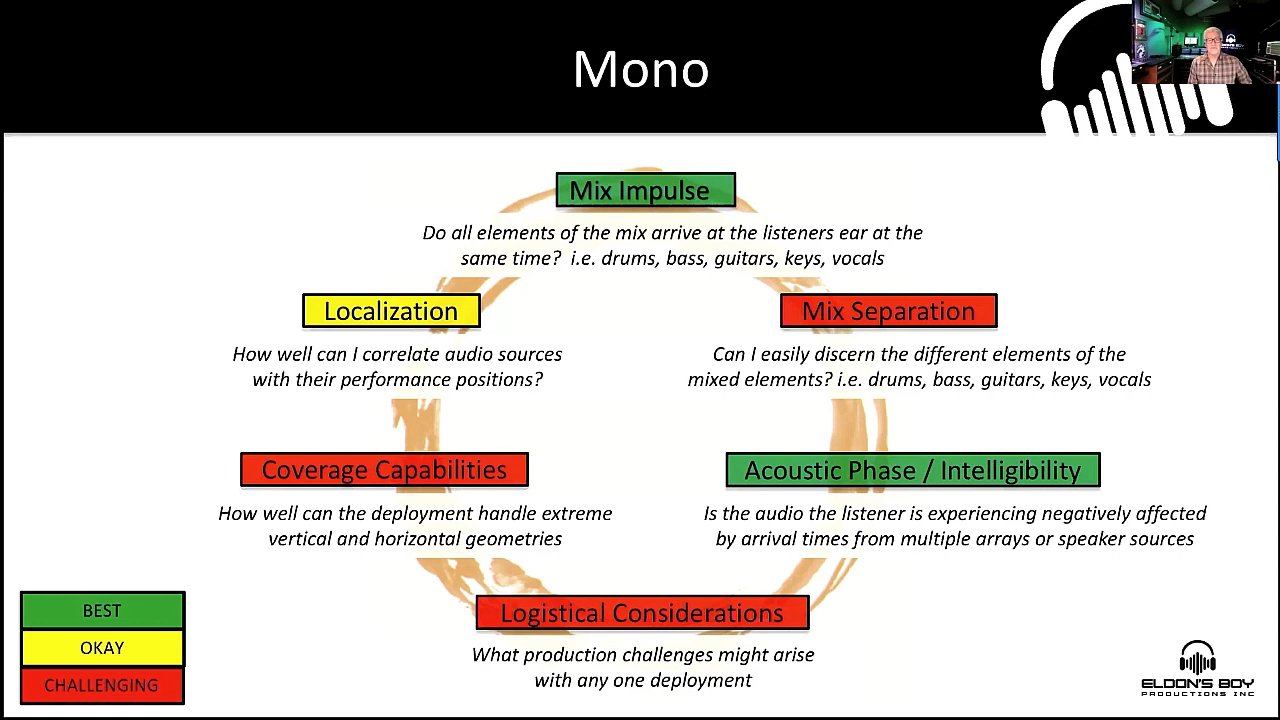 Mono
Mix Impulse
Do all elements of the mix arrive at the listeners ear at the
same time? i.e. drums, bass, guitars, keys, vocals
Localization
How well can I correlate audio sources
with their performance positions?
Mix Separation
Can I easily discern the different elements of the
mixed elements? i.e. drums, bass, guitars, keys, vocals
Coverage Capabilities
How well can the deployment handle extreme
vertical and horizontal geometries
Acoustic Phase / Intelligibility
Is the audio the listener is experiencing negatively affected
by arrival times from multiple arrays or speaker sources
Logistical Considerations
What production challenges might arise
with any one deployment
BEST
OKAY
CHALLENGING
ELDON'S BOY
PRODUCTIONS INC